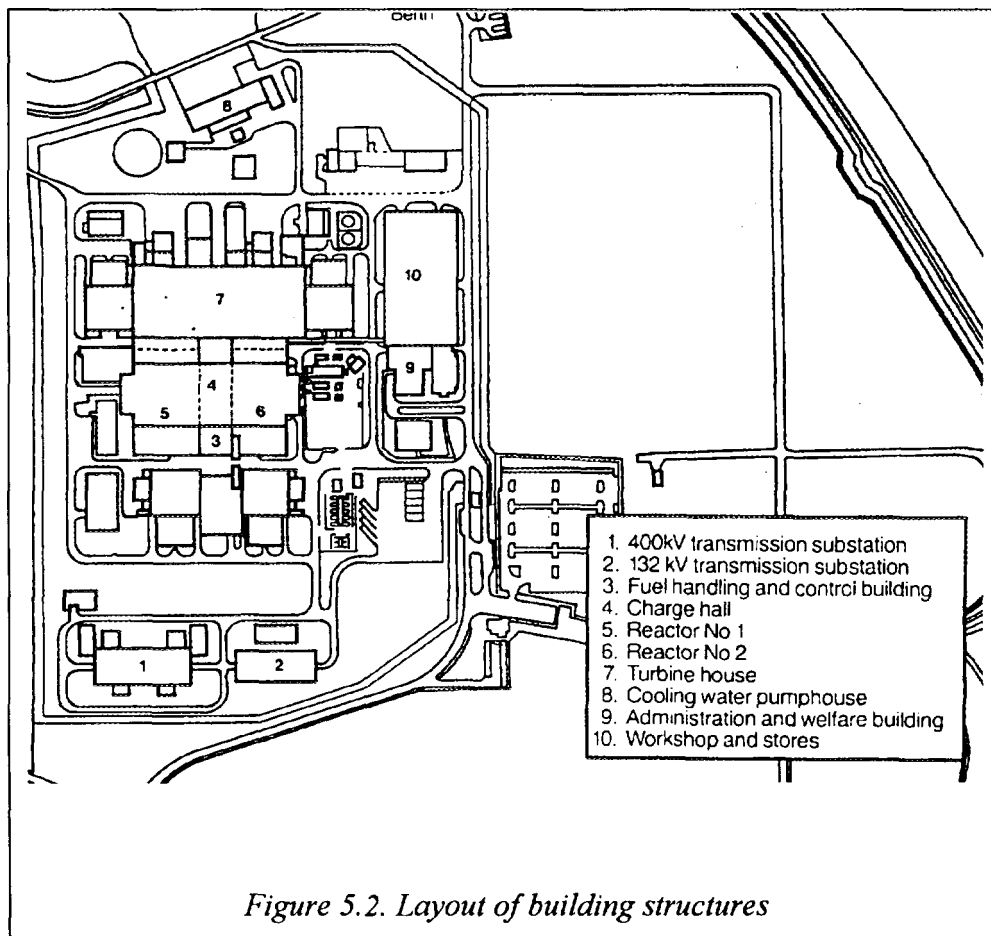 Berth
8
10
7
9
4
5
6
3
1
2
1. 400kV transmission substation
2. 132 kV transmission substation
3. Fuel handling and control building
4. Charge hall
5. Reactor No 1
6. Reactor No 2
7. Turbine house
8. Cooling water pumphouse
9. Administration and welfare building
10. Workshop and stores
Figure 5.2. Layout of building structures